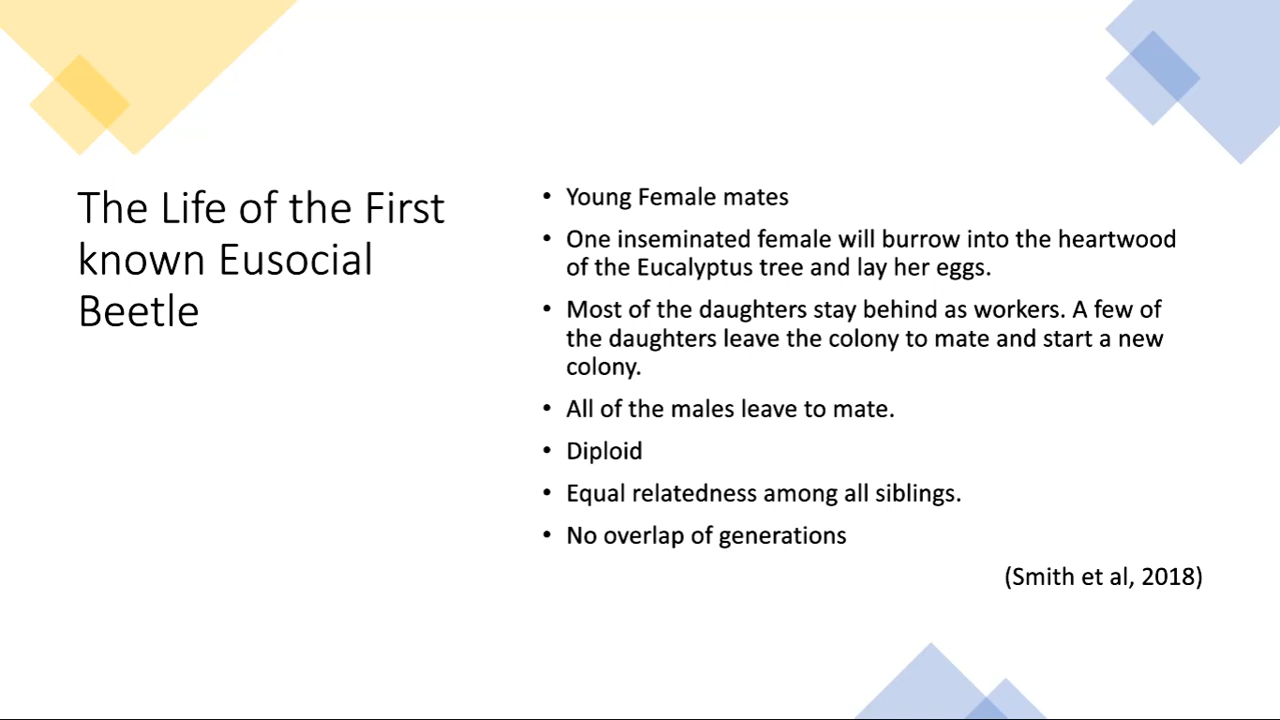 The Life of the First
known Eusocial
Beetle
• Young Female mates
• One inseminated female will burrow into the heartwood
of the Eucalyptus tree and lay her eggs.
• Most of the daughters stay behind as workers. A few of
the daughters leave the colony to mate and start a new
colony.
• All of the males leave to mate.
• Diploid
• Equal relatedness among all siblings.
• No overlap of generations
(Smith et al, 2018)